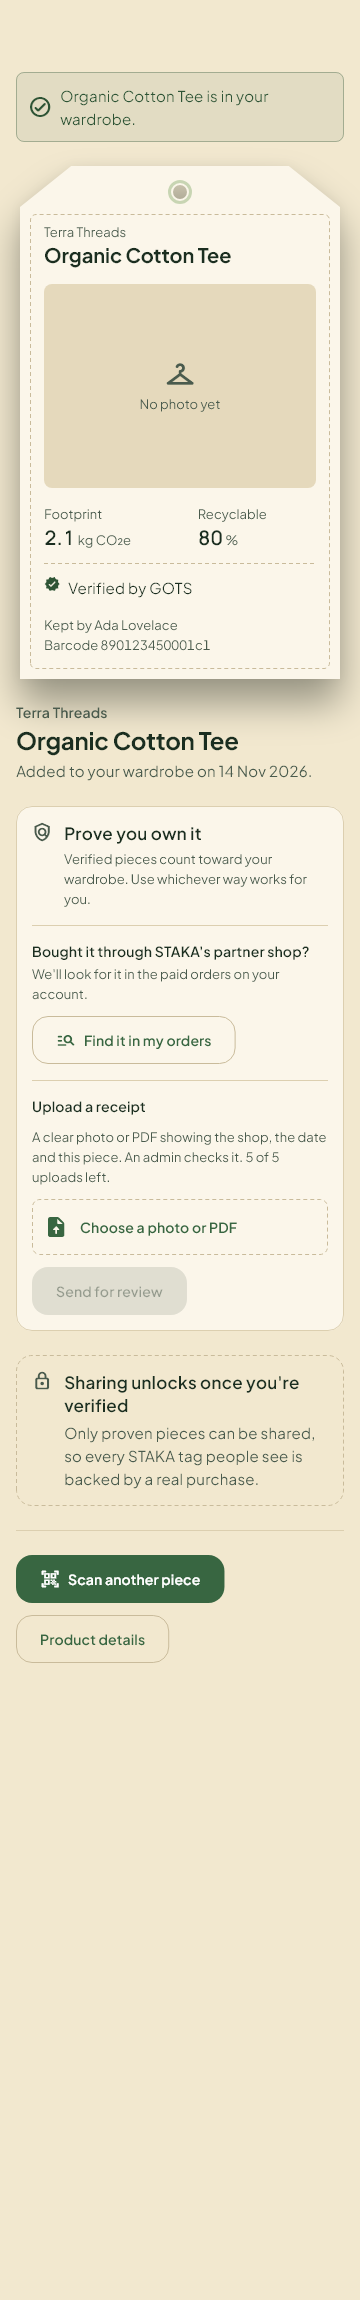 Organic Cotton Tee is in your
wardrobe.
Terra Threads
Organic Cotton Tee
No photo yet
Footprint
Recyclable
2.1 kg CO₂e
80 %
Verified by GOTS
Kept by Ada Lovelace
Barcode 890123450001c1
Terra Threads
Organic Cotton Tee
Added to your wardrobe on 14 Nov 2026.
Prove you own it
Verified pieces count toward your
wardrobe. Use whichever way works for
you.
Bought it through STAKA's partner shop?
We'll look for it in the paid orders on your
account.
Find it in my orders
Upload a receipt
A clear photo or PDF showing the shop, the date
and this piece. An admin checks it. 5 of 5
uploads left.
Choose a photo or PDF
Send for review
Sharing unlocks once you're
verified
Only proven pieces can be shared,
so every STAKA tag people see is
backed by a real purchase.
Scan another piece
Product details